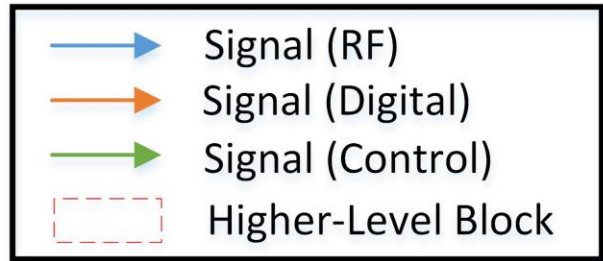 Signal (RF)
Signal (Digital)
Signal (Control)
Higher-Level Block